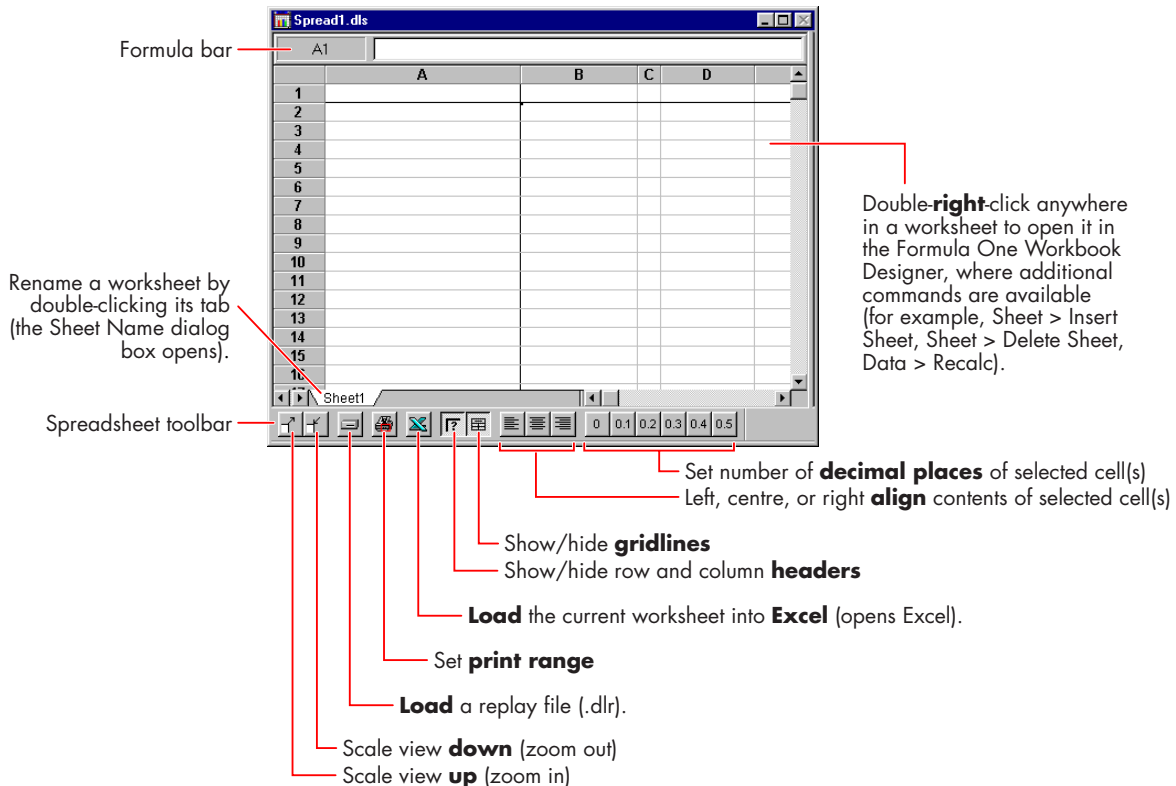 Spread1.dls
Formula bar
A1
A B C D
1
2
3
4
5
6
7
8
9
10
11
12
13
14
15
16
17
Double-right-click anywhere
in a worksheet to open it in
the Formula One Workbook
Designer, where additional
commands are available
(for example, Sheet > Insert
Sheet, Sheet > Delete Sheet,
Data > Recalc).
Rename a worksheet by
double-clicking its tab
(the Sheet Name dialog
box opens).
Sheet1
Spreadsheet toolbar
? 0 0.1 0.2 0.3 0.4 0.5
Set number of decimal places of selected cell(s)
Left, centre, or right align contents of selected cell(s)
Show/hide gridlines
Show/hide row and column headers
Load the current worksheet into Excel (opens Excel).
Set print range
Load a replay file (.dlr).
Scale view down (zoom out)
Scale view up (zoom in)